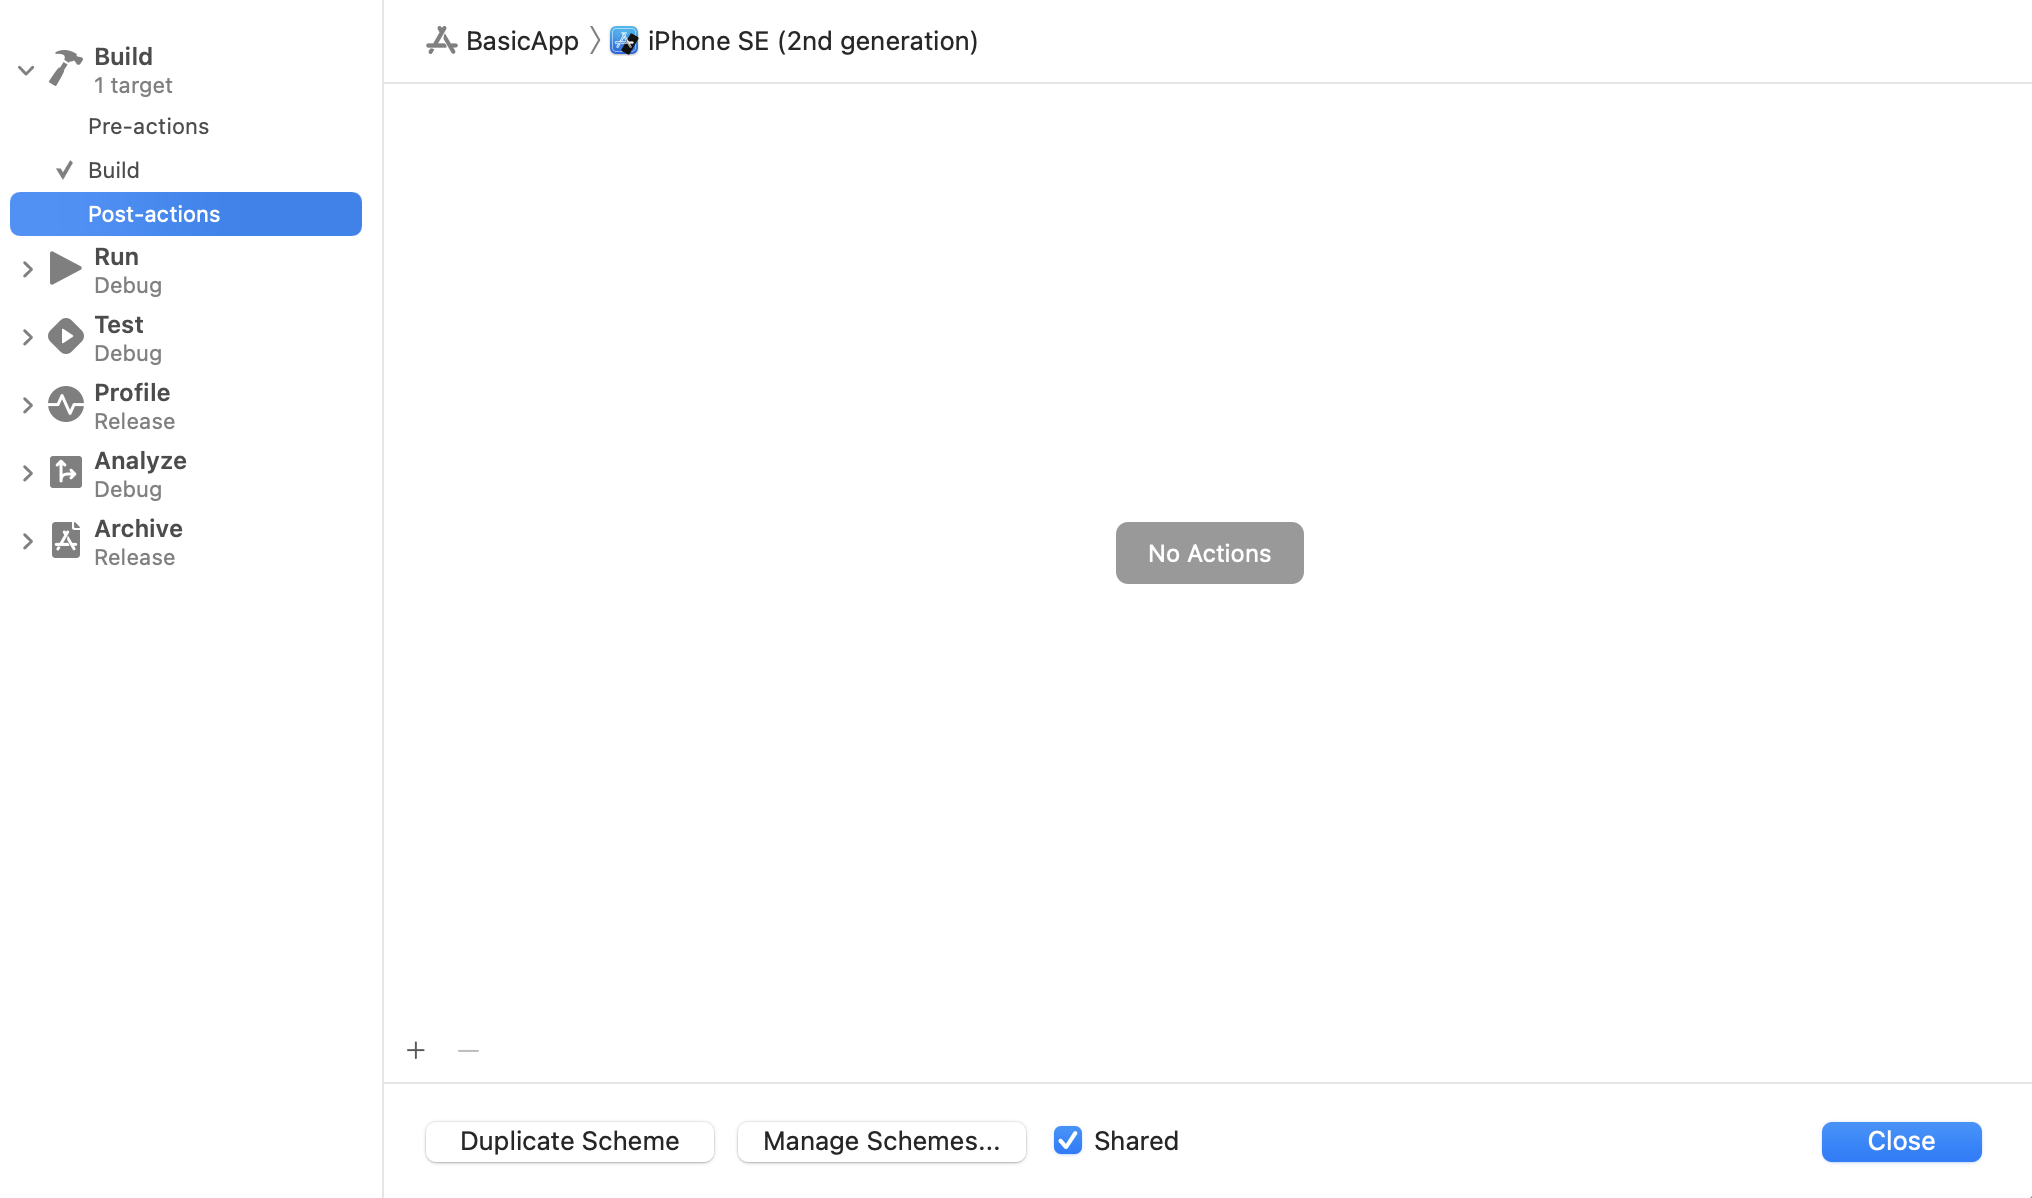 Build
1 target
Pre-actions
Build
Post-actions
Run
Debug
Test
Debug
Profile
Release
Analyze
Debug
Archive
Release
BasicApp
iPhone SE (2nd generation)
No Actions
Duplicate Scheme
Manage Schemes...
Shared
Close